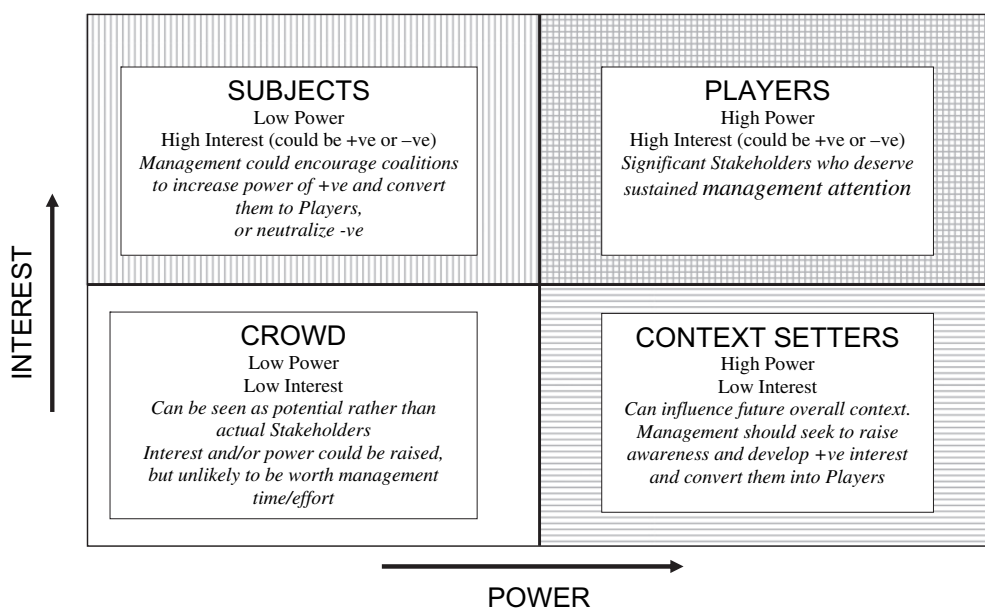 SUBJECTS
Low Power
High Interest (could be +ve or –ve)
Management could encourage coalitions
to increase power of +ve and convert
them to Players,
or neutralize -ve
PLAYERS
High Power
High Interest (could be +ve or –ve)
Significant Stakeholders who deserve
sustained management attention
INTEREST
CROWD
Low Power
Low Interest
Can be seen as potential rather than
actual Stakeholders
Interest and/or power could be raised,
but unlikely to be worth management
time/effort
CONTEXT SETTERS
High Power
Low Interest
Can influence future overall context.
Management should seek to raise
awareness and develop +ve interest
and convert them into Players
POWER